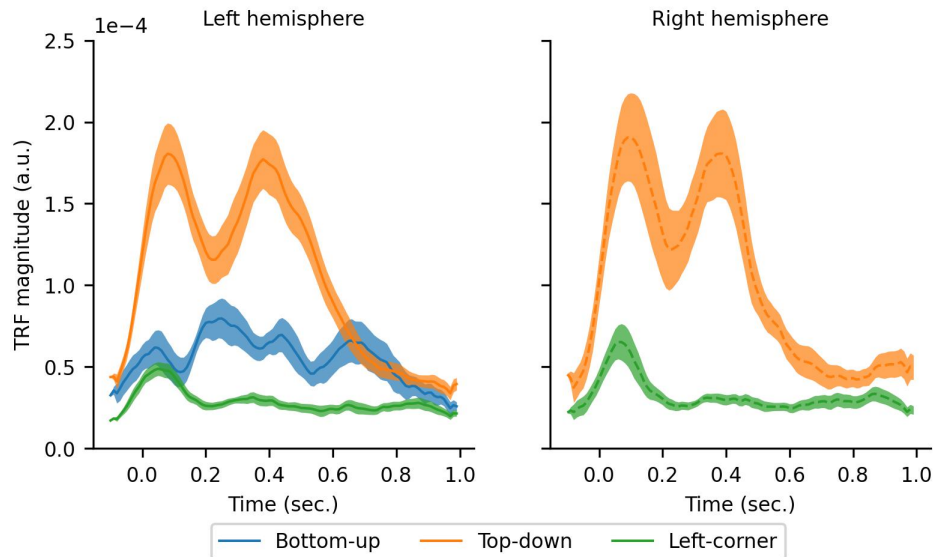 Left hemisphere
Right hemisphere
1e−4
2.5
2.0
1.5
1.0
0.5
0.0
TRF magnitude (a.u.)
0.0 0.2 0.4 0.6 0.8 1.0
0.0 0.2 0.4 0.6 0.8 1.0
Time (sec.)
Time (sec.)
Bottom-up Top-down Left-corner